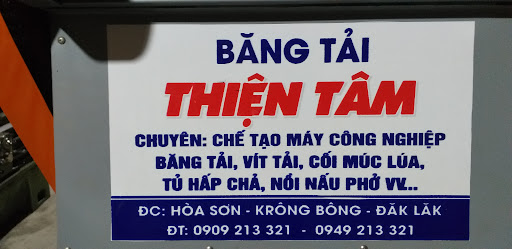 BĂNG TẢI
THIỆN TÂM
CHUYÊN: CHẾ TẠO MÁY CÔNG NGHIỆP
BĂNG TẢI, VÍT TẢI, CỐI MÚC LÚA,
TỦ HẤP CHẢ, NỒI NẤU PHỞ VV...
ĐC: HÒA SƠN - KRÔNG BÔNG - ĐĂK LĂK
ĐT: 0909 213 321 - 0949 213 321